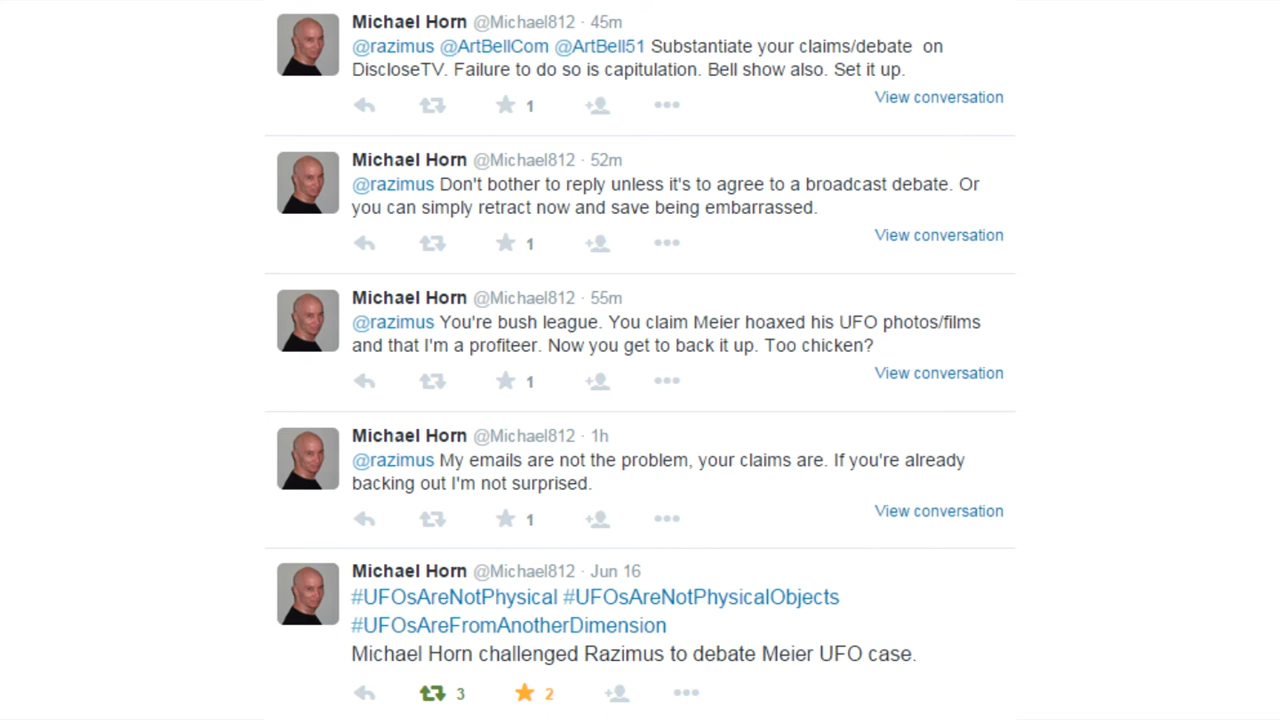 Michael Horn @Michael812 · 45m
@razimus @ArtBellCom @ArtBell51 Substantiate your claims/debate on
DiscloseTV. Failure to do so is capitulation. Bell show also. Set it up.
1
View conversation
Michael Horn @Michael812 · 52m
@razimus Don't bother to reply unless it's to agree to a broadcast debate. Or
you can simply retract now and save being embarrassed.
1
View conversation
Michael Horn @Michael812 · 55m
@razimus You're bush league. You claim Meier hoaxed his UFO photos/films
and that I'm a profiteer. Now you get to back it up. Too chicken?
1
View conversation
Michael Horn @Michael812 · 1h
@razimus My emails are not the problem, your claims are. If you're already
backing out I'm not surprised.
1
View conversation
Michael Horn @Michael812 · Jun 16
#UFOsAreNotPhysical #UFOsAreNotPhysicalObjects
#UFOsAreFromAnotherDimension
Michael Horn challenged Razimus to debate Meier UFO case.
3 2